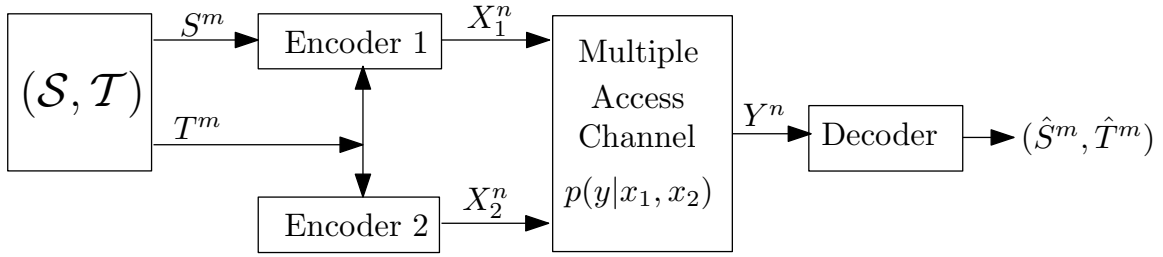 (𝒮, 𝒯)
S^m
T^m
Encoder 1
Encoder 2
X_1^n
X_2^n
Multiple
Access
Channel
p(y|x_1, x_2)
Y^n
Decoder
(Ŝ^m, T̂^m)